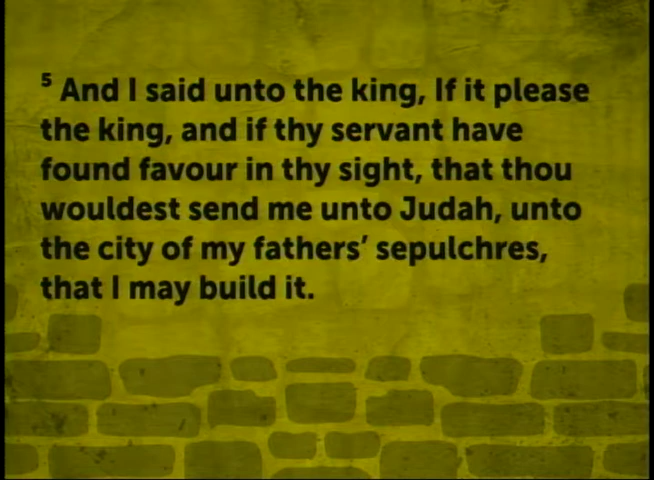 ⁵ And I said unto the king, If it please
the king, and if thy servant have
found favour in thy sight, that thou
wouldest send me unto Judah, unto
the city of my fathers’ sepulchres,
that I may build it.